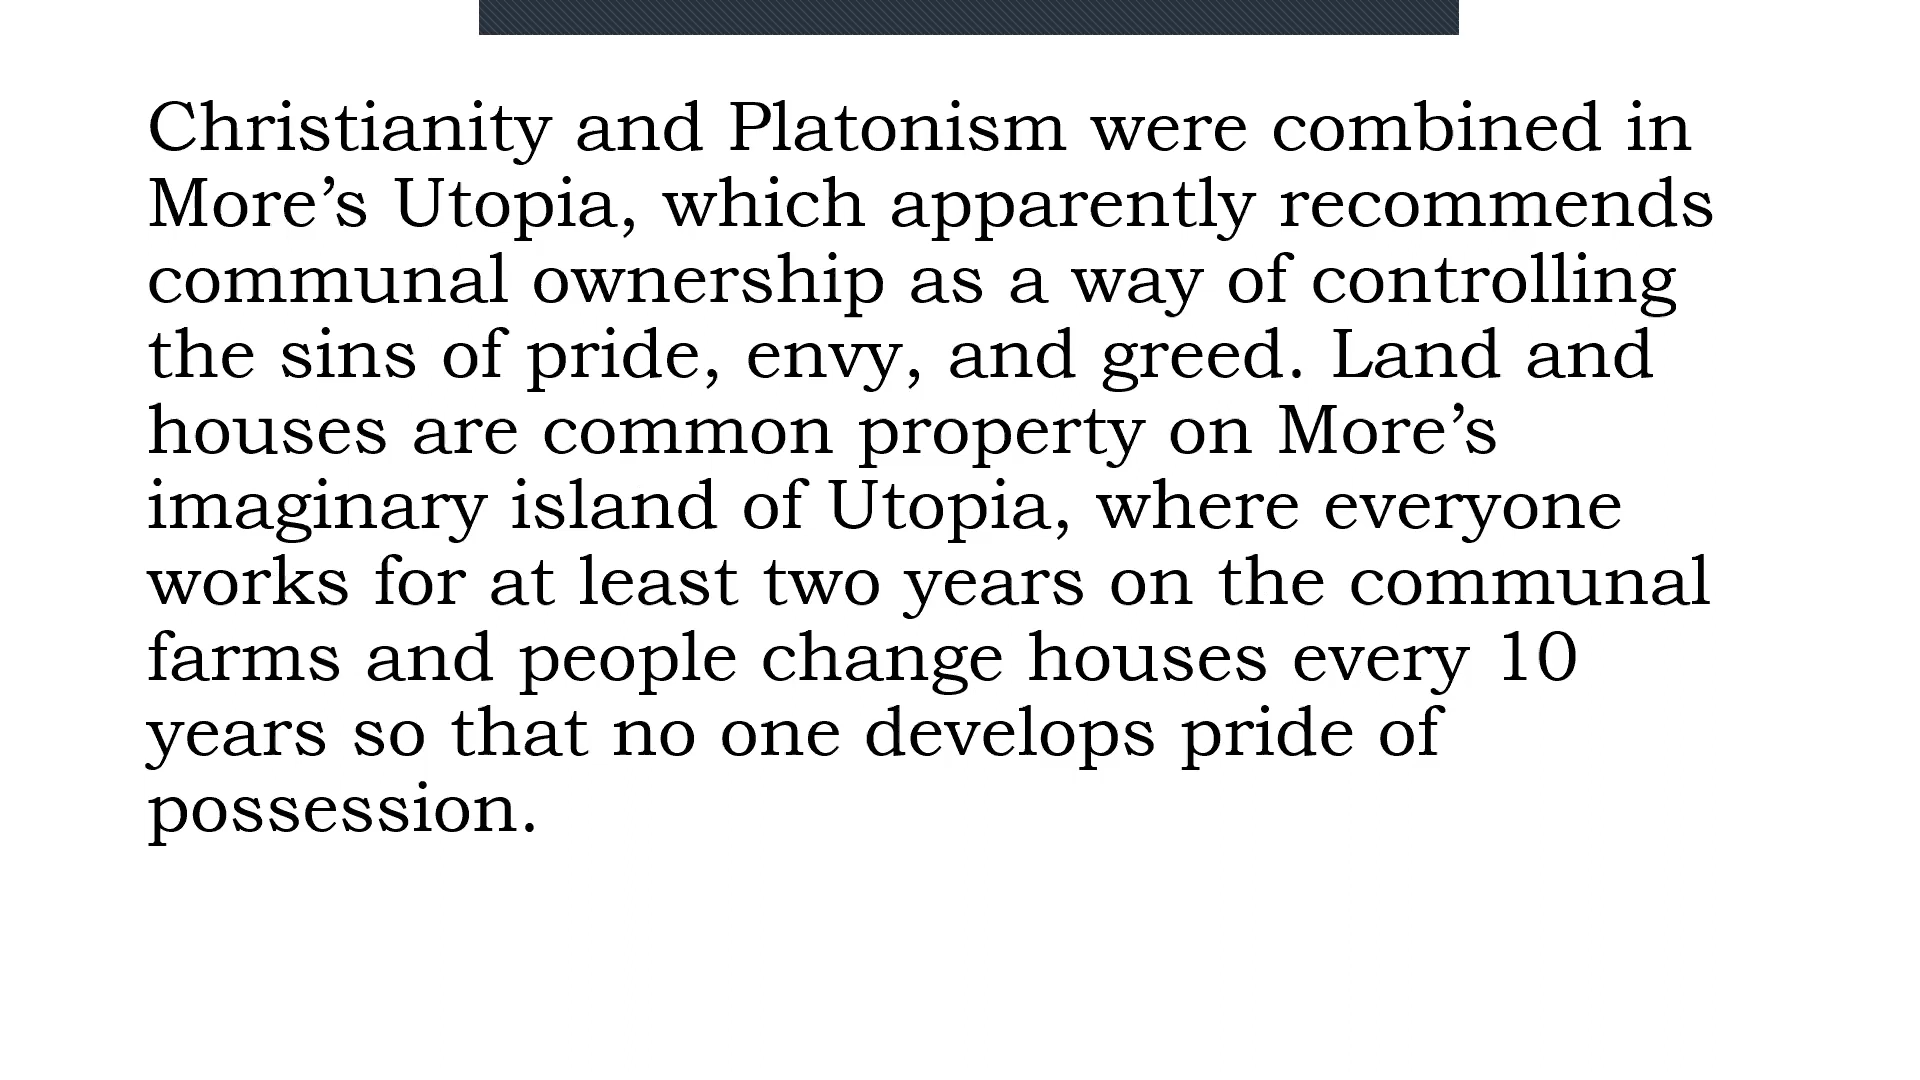 Christianity and Platonism were combined in
More’s Utopia, which apparently recommends
communal ownership as a way of controlling
the sins of pride, envy, and greed. Land and
houses are common property on More’s
imaginary island of Utopia, where everyone
works for at least two years on the communal
farms and people change houses every 10
years so that no one develops pride of
possession.